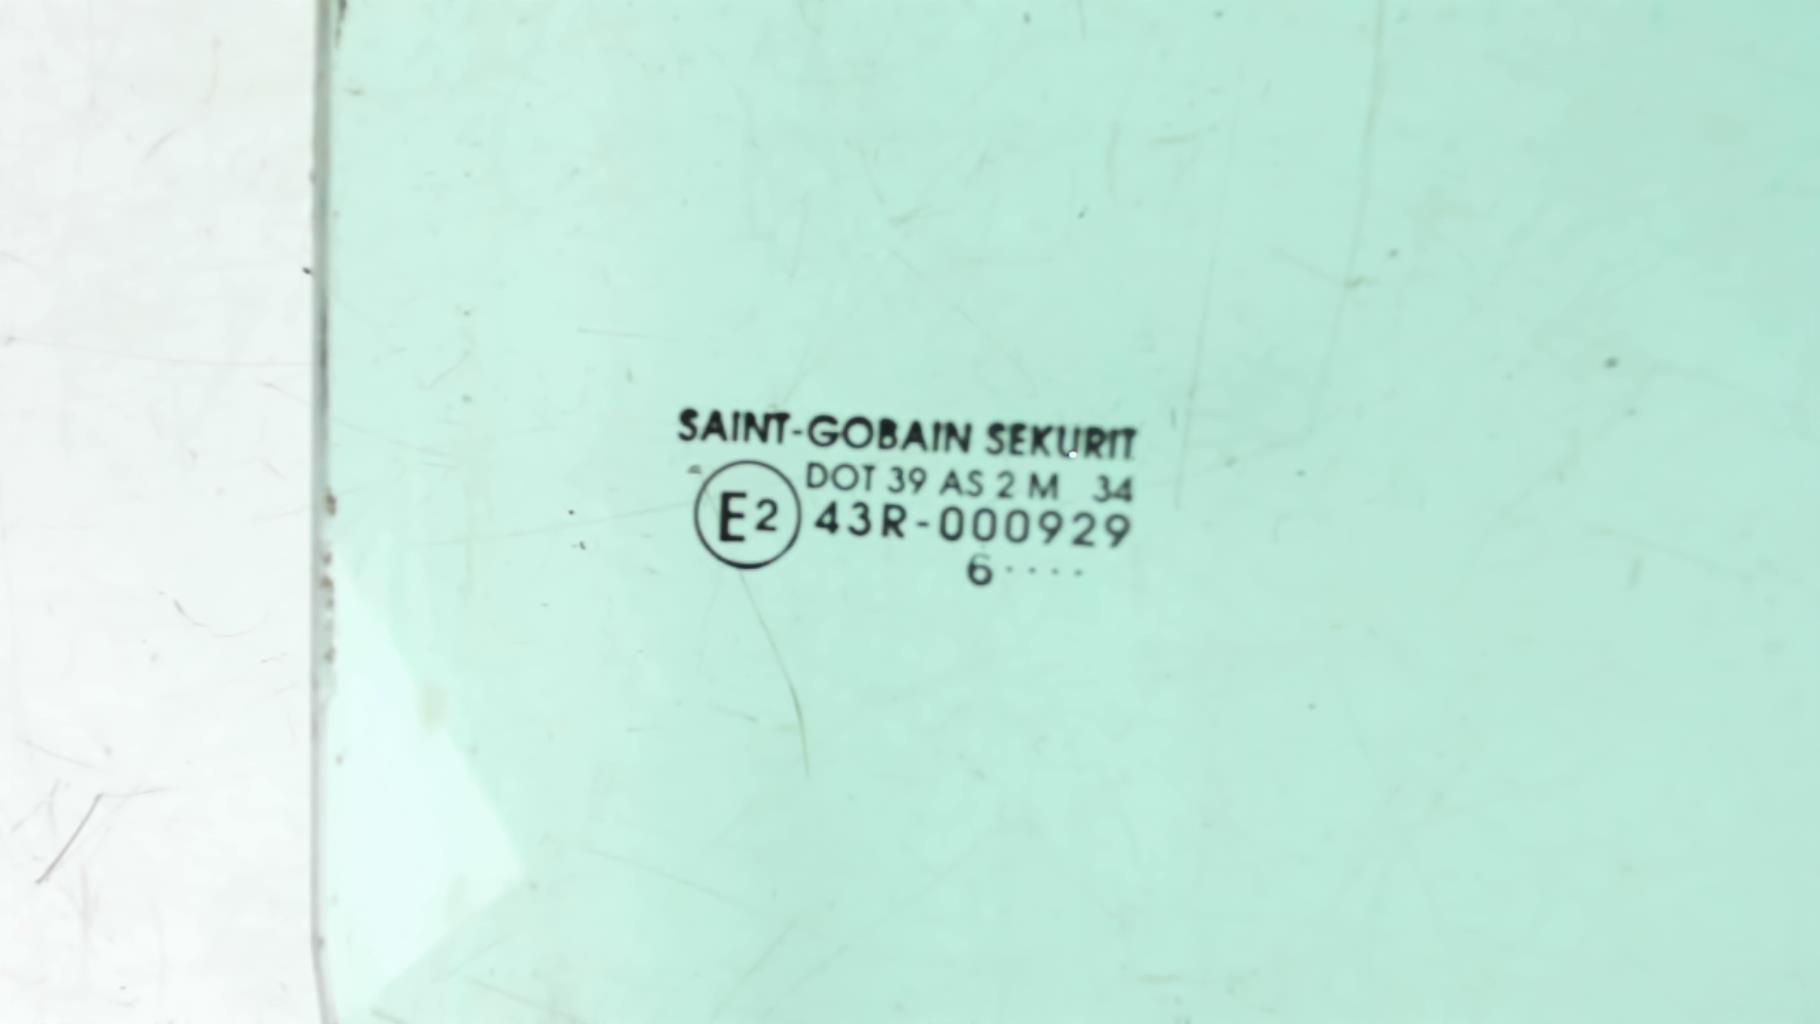 SAINT-GOBAIN SEKURIT
DOT 39 AS 2 M 34
E2 43R-000929
6····